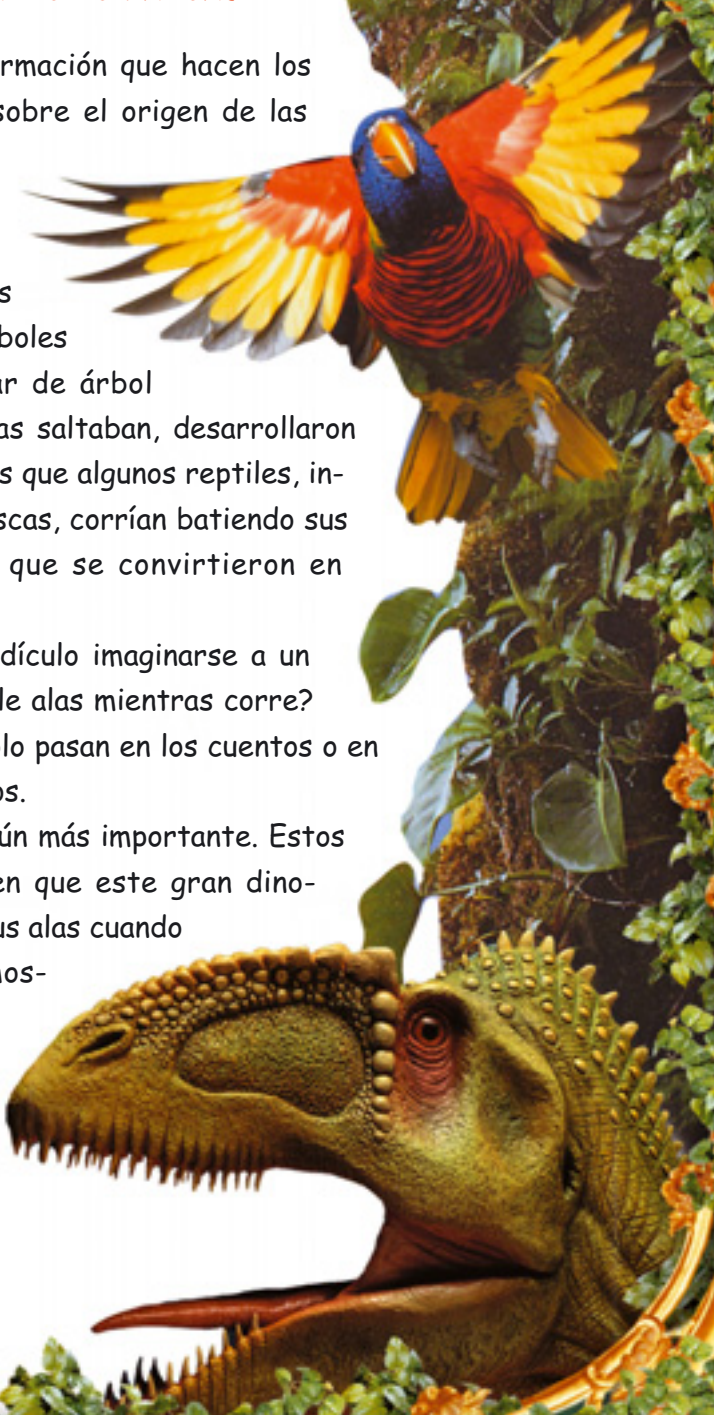 rmación que hacen los
sobre el origen de las
s
boles
ar de árbol
as saltaban, desarrollaron
s que algunos reptiles, in-
scas, corrían batiendo sus
que se convirtieron en
dículo imaginarse a un
le alas mientras corre?
lo pasan en los cuentos o en
os.
ún más importante. Estos
en que este gran dino-
us alas cuando
nos-